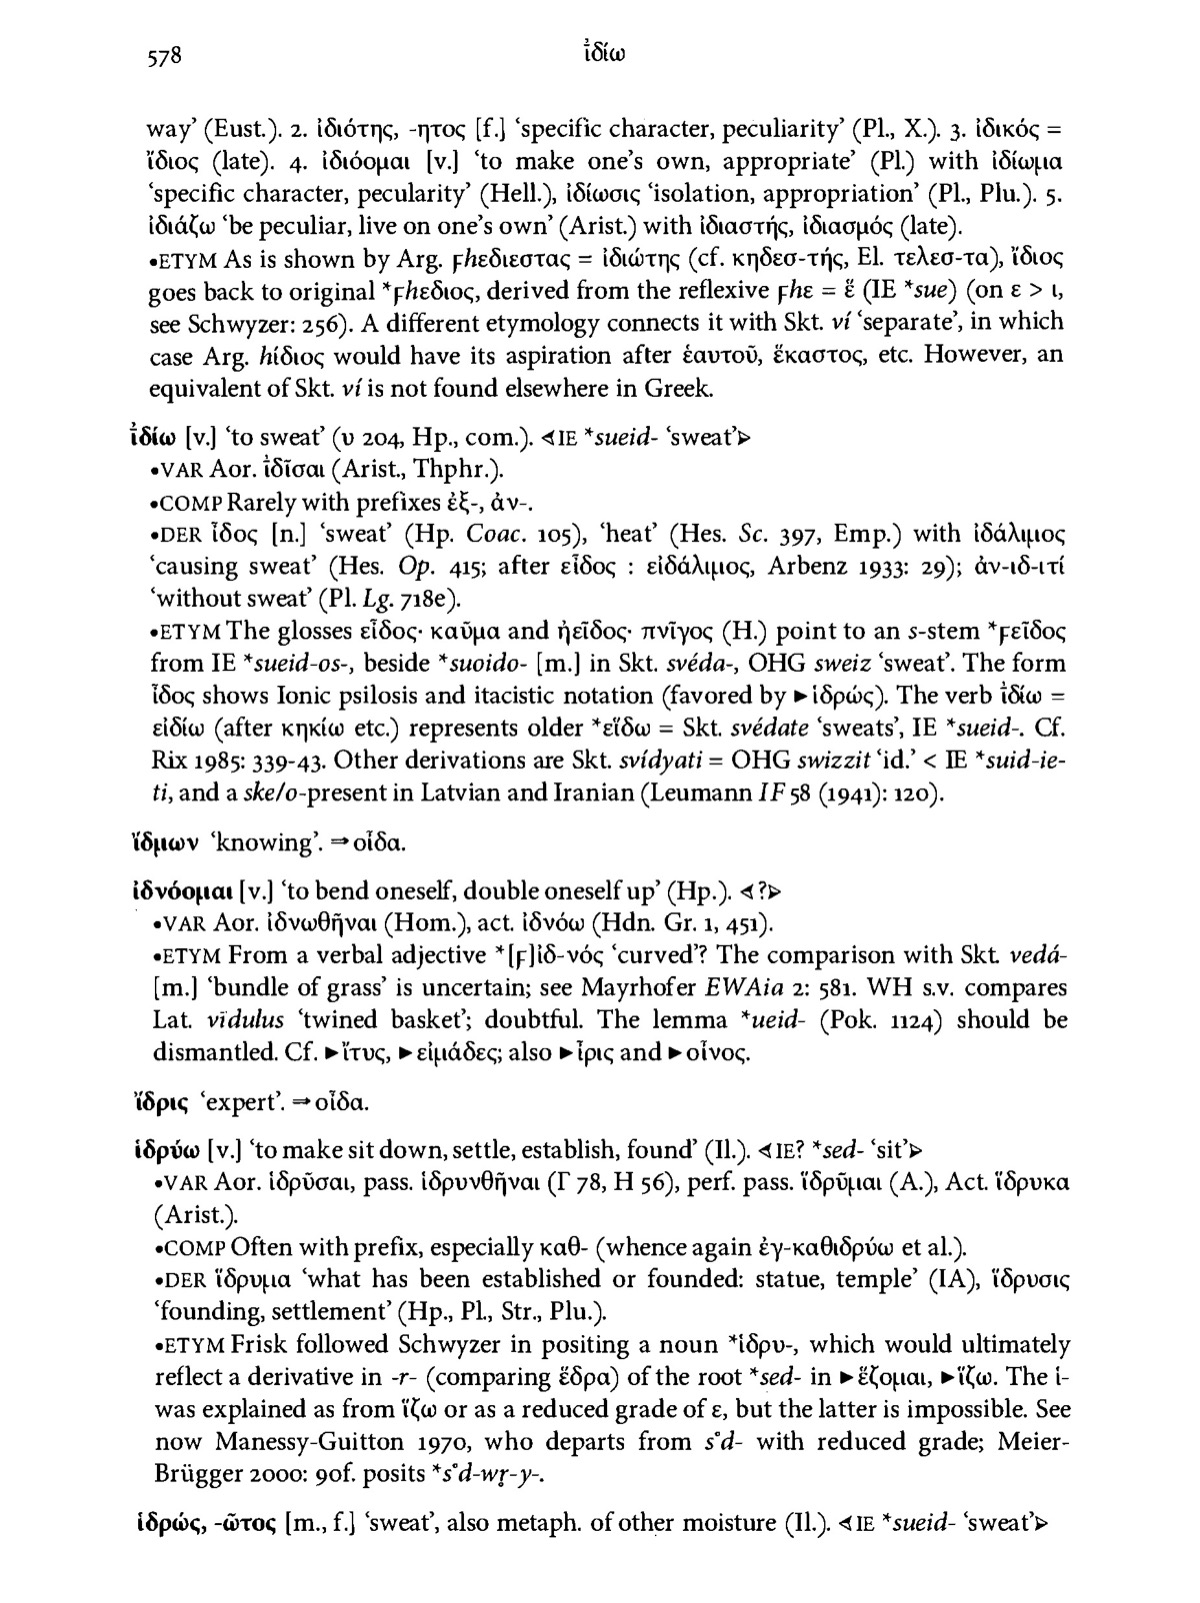 578
ἰ̄δίω
way’ (Eust.). 2. ἰδιότης, -ητος [f.] ‘specific character, peculiarity’ (Pl., X.). 3. ἰδικός =
ἴδιος (late). 4. ἰδιόομαι [v.] ‘to make one’s own, appropriate’ (Pl.) with ἰδίωμα
‘specific character, pecularity’ (Hell.), ἰδίωσις ‘isolation, appropriation’ (Pl., Plu.). 5.
ἰδιάζω ‘be peculiar, live on one’s own’ (Arist.) with ἰδιαστής, ἰδιασμός (late).
•ETYM As is shown by Arg. ϝhεδιεστας = ἰδιώτης (cf. κηδεσ-τής, El. τελεσ-τα), ἴδιος
goes back to original *ϝhεδιος, derived from the reflexive ϝhε = ἕ (IE *sue) (on ε > ι,
see Schwyzer: 256). A different etymology connects it with Skt. ví ‘separate’, in which
case Arg. hίδιος would have its aspiration after ἑαυτοῦ, ἕκαστος, etc. However, an
equivalent of Skt. ví is not found elsewhere in Greek.
ἰ̄δίω [v.] ‘to sweat’ (υ 204, Hp., com.). ⊲IE *sueid- ‘sweat’⊳
•VAR Aor. ἰ̄δῖσαι (Arist., Thphr.).
•COMP Rarely with prefixes ἐξ-, ἀν-.
•DER ἶδος [n.] ‘sweat’ (Hp. Coac. 105), ‘heat’ (Hes. Sc. 397, Emp.) with ἰδάλιμος
‘causing sweat’ (Hes. Op. 415; after εἶδος : εἰδάλιμος, Arbenz 1933: 29); ἀν-ιδ-ιτί
‘without sweat’ (Pl. Lg. 718e).
•ETYM The glosses εἶδος· καῦμα and ἠεῖδος· πνῖγος (H.) point to an s-stem *ϝεῖδος
from IE *sueid-os-, beside *suoido- [m.] in Skt. svéda-, OHG sweiz ‘sweat’. The form
ἶδος shows Ionic psilosis and itacistic notation (favored by ►ἱδρώς). The verb ἰ̄δίω =
εἰδίω (after κηκίω etc.) represents older *εἴδω = Skt. svédate ‘sweats’, IE *sueid-. Cf.
Rix 1985: 339-43. Other derivations are Skt. svídyati = OHG swizzit ‘id.’ < IE *suid-ie-
ti, and a ske/o-present in Latvian and Iranian (Leumann IF 58 (1941): 120).
ἴδμων ‘knowing’. ⇒οἶδα.
ἰδνόομαι [v.] ‘to bend oneself, double oneself up’ (Hp.). ⊲?⊳
•VAR Aor. ἰδνωθῆναι (Hom.), act. ἰδνόω (Hdn. Gr. 1, 451).
•ETYM From a verbal adjective *[ϝ]ιδ-νός ‘curved’? The comparison with Skt. vedá-
[m.] ‘bundle of grass’ is uncertain; see Mayrhofer EWAia 2: 581. WH s.v. compares
Lat. vīdulus ‘twined basket’; doubtful. The lemma *ueid- (Pok. 1124) should be
dismantled. Cf. ►ἴτυς, ►εἰμάδες; also ►ἶρις and ►οἶνος.
ἴδρις ‘expert’. ⇒οἶδα.
ἱδρύω [v.] ‘to make sit down, settle, establish, found’ (Il.). ⊲IE? *sed- ‘sit’⊳
•VAR Aor. ἱδρῦσαι, pass. ἱδρυνθῆναι (Γ 78, Η 56), perf. pass. ἵδρῦμαι (A.), Act. ἵδρυκα
(Arist.).
•COMP Often with prefix, especially καθ- (whence again ἐγ-καθιδρύω et al.).
•DER ἵδρυμα ‘what has been established or founded: statue, temple’ (IA), ἵδρυσις
‘founding, settlement’ (Hp., Pl., Str., Plu.).
•ETYM Frisk followed Schwyzer in positing a noun *ἱδρυ-, which would ultimately
reflect a derivative in -r- (comparing ἕδρα) of the root *sed- in ►ἕζομαι, ►ἵζω. The ἱ-
was explained as from ἵζω or as a reduced grade of ε, but the latter is impossible. See
now Manessy-Guitton 1970, who departs from sᵉd- with reduced grade; Meier-
Brügger 2000: 90f. posits *sᵉd-wr̥-y-.
ἱδρώς, -ῶτος [m., f.] ‘sweat’, also metaph. of other moisture (Il.). ⊲IE *sueid- ‘sweat’⊳